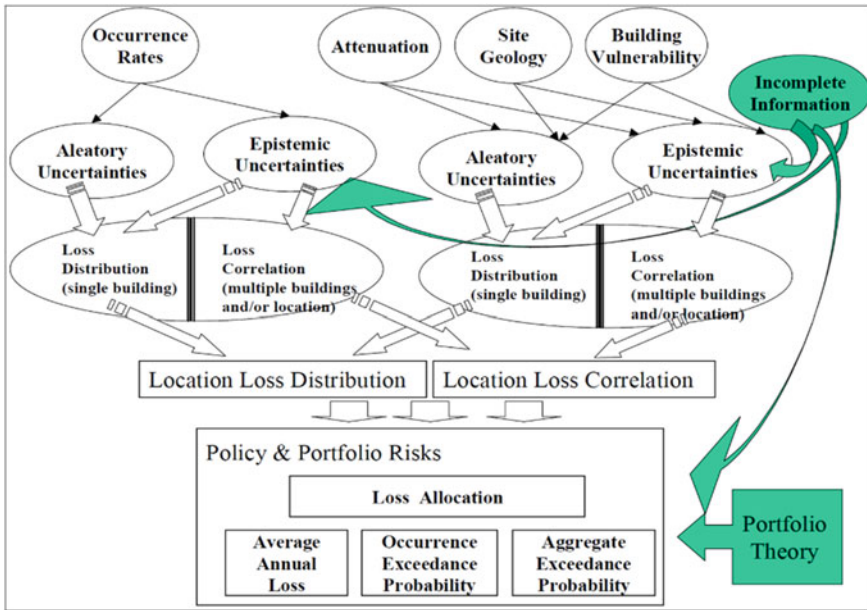 Occurrence
Rates
Attenuation
Site
Geology
Building
Vulnerability
Incomplete
Information
Aleatory
Uncertainties
Epistemic
Uncertainties
Aleatory
Uncertainties
Epistemic
Uncertainties
Loss
Distribution
(single building)
Loss
Correlation
(multiple buildings
and/or location)
Loss
Distribution
(single building)
Loss
Correlation
(multiple buildings
and/or location)
Location Loss Distribution
Location Loss Correlation
Policy & Portfolio Risks
Loss Allocation
Average
Annual
Loss
Occurrence
Exceedance
Probability
Aggregate
Exceedance
Probability
Portfolio
Theory